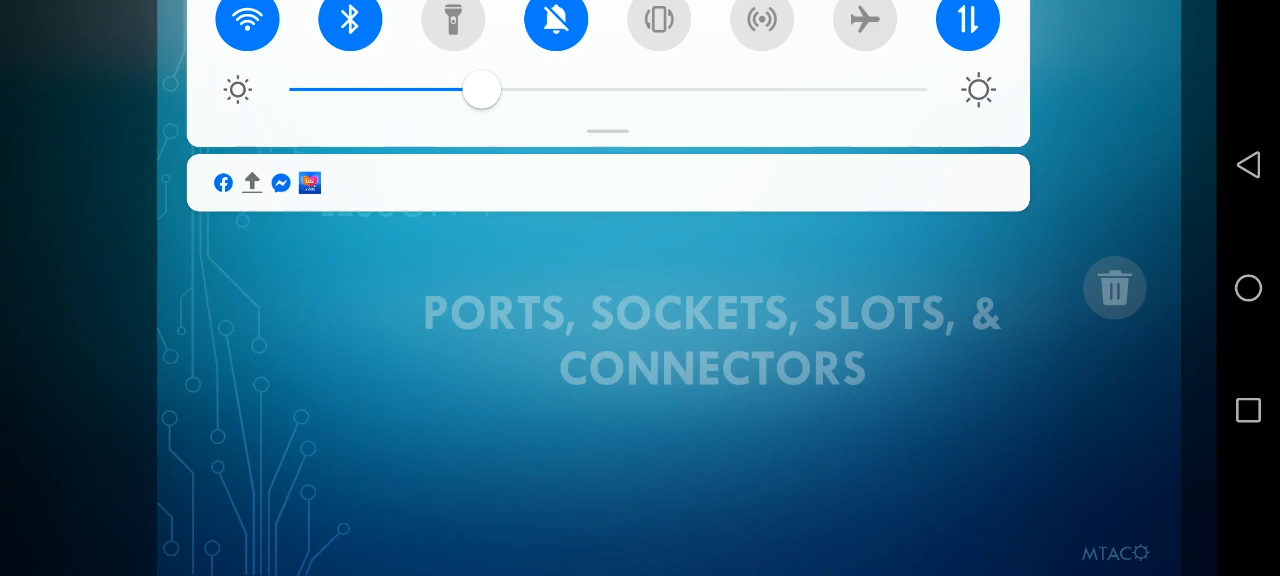 PORTS, SOCKETS, SLOTS, &
CONNECTORS
MTAC